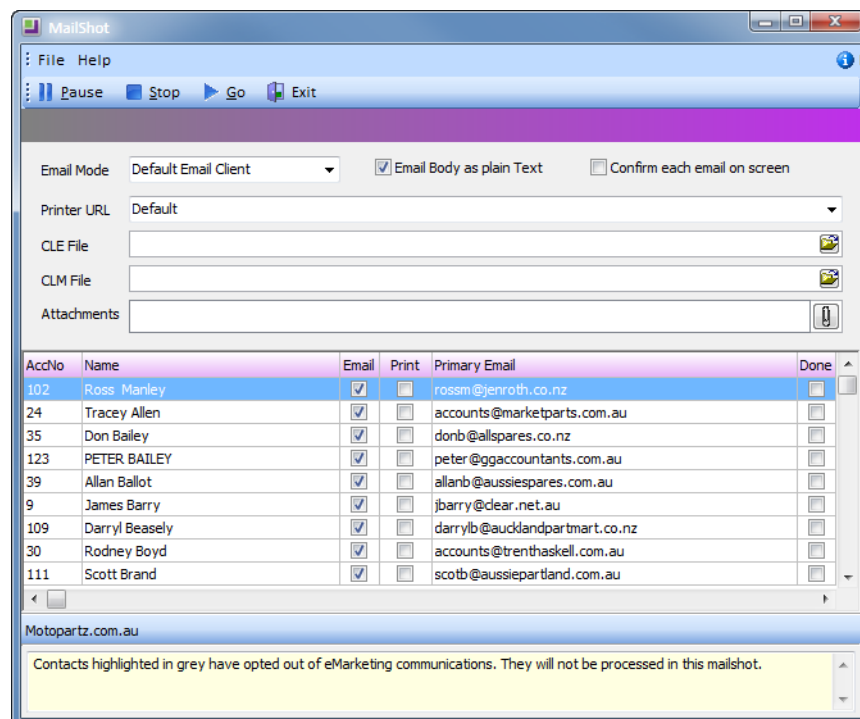 MailShot
File Help
Pause Stop Go Exit
Email Mode Default Email Client Email Body as plain Text Confirm each email on screen
Printer URL Default
CLE File
CLM File
Attachments
AccNo Name Email Print Primary Email Done
102 Ross Manley rossm@jenroth.co.nz
24 Tracey Allen accounts@marketparts.com.au
35 Don Bailey donb@allspares.co.nz
123 PETER BAILEY peter@ggaccountants.com.au
39 Allan Ballot allanb@aussiespares.com.au
9 James Barry jbarry@clear.net.au
109 Darryl Beasely darrylb@aucklandpartmart.co.nz
30 Rodney Boyd accounts@trenthaskell.com.au
111 Scott Brand scotb@aussiepartland.com.au
Motopartz.com.au
Contacts highlighted in grey have opted out of eMarketing communications. They will not be processed in this mailshot.